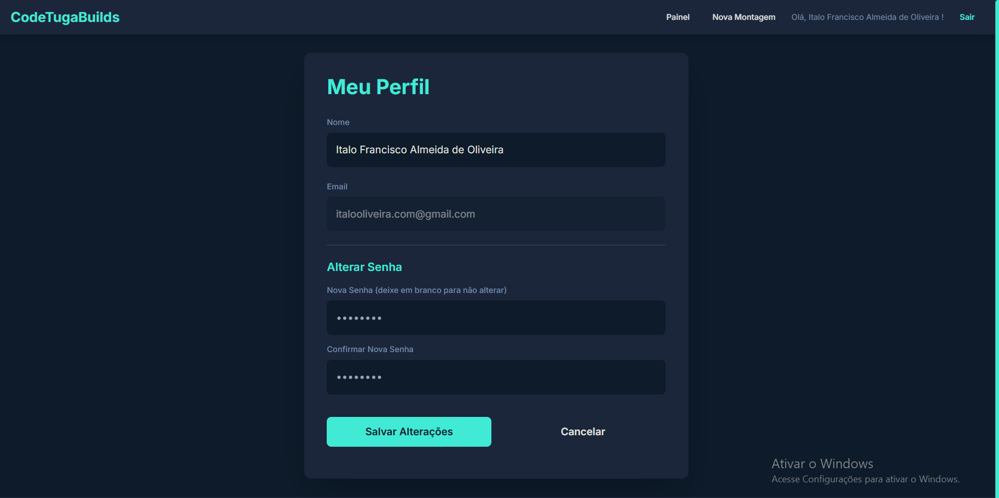 CodeTugaBuilds
Painel
Nova Montagem
Olá, Italo Francisco Almeida de Oliveira !
Sair
Meu Perfil
Nome
Italo Francisco Almeida de Oliveira
Email
italooliveira.com@gmail.com
Alterar Senha
Nova Senha (deixe em branco para não alterar)
••••••••
Confirmar Nova Senha
••••••••
Salvar Alterações
Cancelar
Ativar o Windows
Acesse Configurações para ativar o Windows.